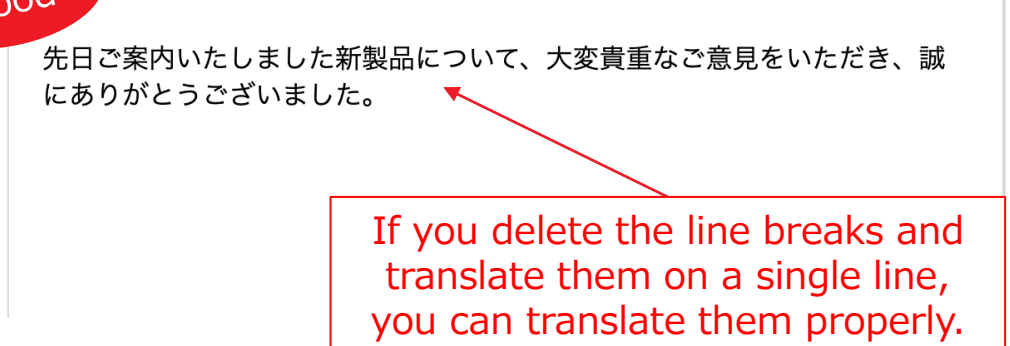 先日ご案内いたしました新製品について、大変貴重なご意見をいただき、誠
にありがとうございました。
If you delete the line breaks and
translate them on a single line,
you can translate them properly.